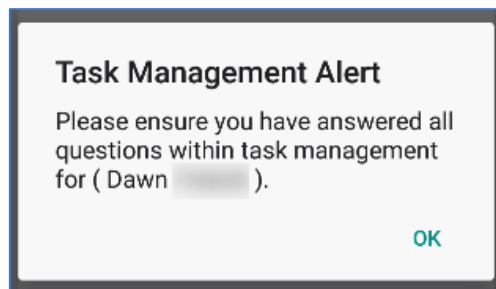 Task Management Alert
Please ensure you have answered all
questions within task management
for ( Dawn ).
OK